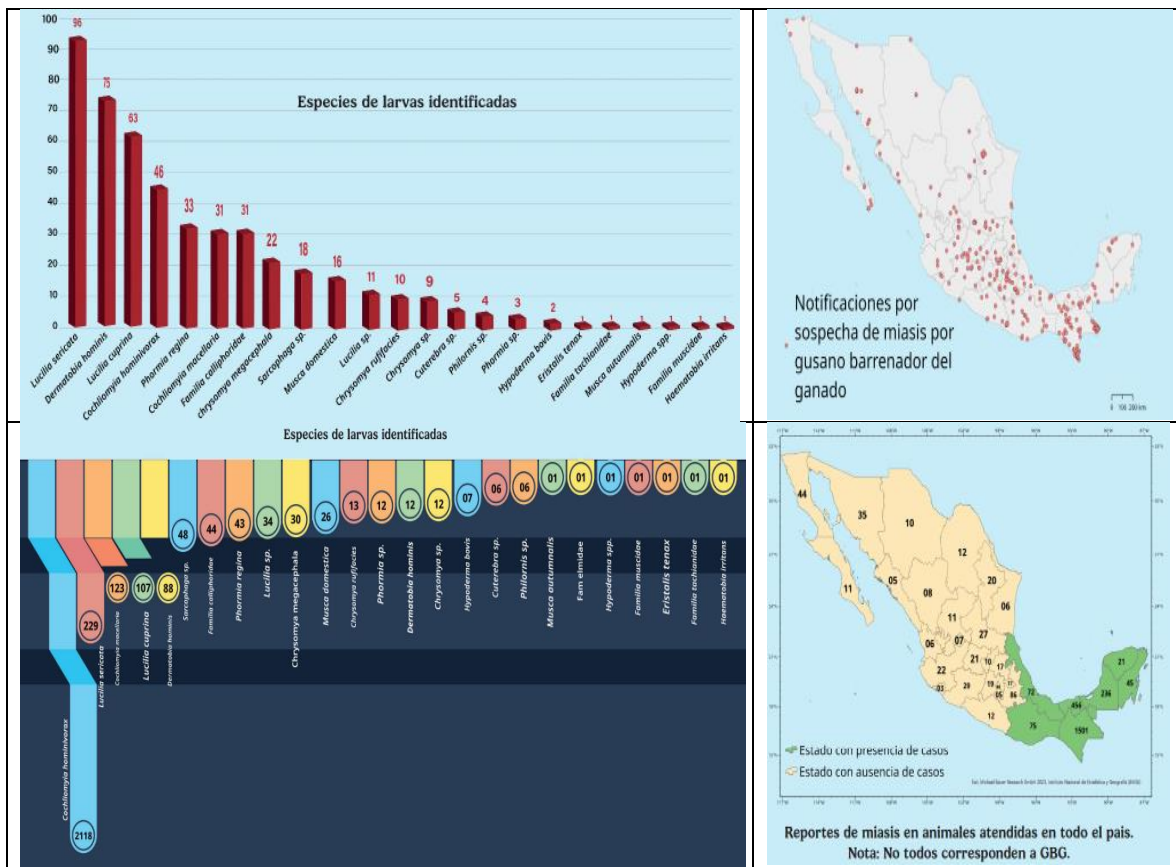 100
96
90
80
75
70
63
60
50
46
40
33
31
31
30
22
20
18
16
11
10
9
10
5
4
3
2
1
1
1
1
1
1
0
Especies de larvas identificadas
Lucilia sericata
Dermatobia hominis
Lucilia cuprina
Cochliomyia hominivorax
Phormia regina
Cochliomyia macellaria
Familia calliphoridae
chrysomya megacephala
Sarcophaga sp.
Musca domestica
Lucilia sp.
Chrysomya rufifacies
Chrysomya sp.
Cuterebra sp.
Philornis sp.
Phormia sp.
Hypoderma bovis
Eristalis tenax
Familia tachionidae
Musca autumnalis
Hypoderma spp.
Familia muscidae
Haematobia irritans
Notificaciones por
sospecha de miasis por
gusano barrenador del
ganado
0 100 200 km
Especies de larvas identificadas
2118
Cochliomyia hominivorax
229
Lucilia sericata
123
Cochliomyia macellaria
107
Lucilia cuprina
88
Dermatobia hominis
48
Sarcophaga sp.
44
Familia calliphoridae
43
Phormia regina
34
Lucilia sp.
30
Chrysomya megacephala
26
Musca domestica
13
Chrysomya rufifacies
12
Phormia sp.
12
Dermatobia hominis
12
Chrysomya sp.
07
Hypoderma bovis
06
Cuterebra sp.
06
Philornis sp.
01
Musca autumnalis
01
Fam elmidae
01
Hypoderma spp.
01
Familia muscidae
01
Eristalis tenax
01
Familia tachionidae
01
Haematobia irritans
44
35
10
12
11
05
08
20
06
11
06
07
27
22
21
10
17
03
29
19
05
86
72
12
75
1501
236
21
45
Estado con presencia de casos
Estado con ausencia de casos
Reportes de miasis en animales atendidas en todo el pais.
Nota: No todos corresponden a GBG.